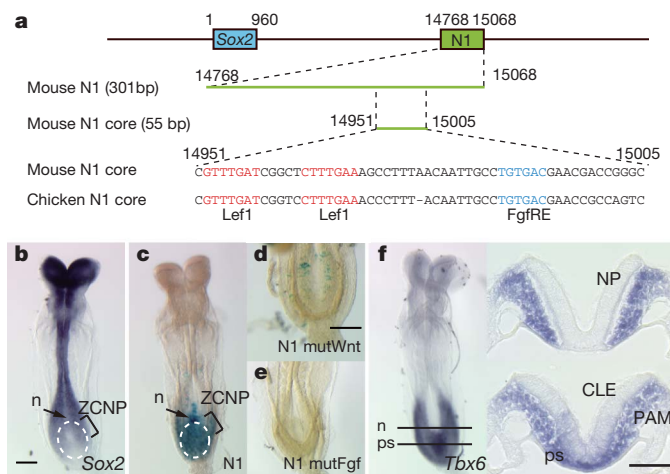 a
1 960 14768 15068
Sox2 N1
14768 15068
Mouse N1 (301bp)
14951 15005
Mouse N1 core (55 bp)
14951 15005
Mouse N1 core CGTTTGATCGGCTCTTTGAAAGCCTTTAACAATTGCCTGTGACGAACGACCGGGC
Chicken N1 core CGTTTGATCGGTCCTTTGAAACCCTTT-ACAATTGCCTGTGACGAACGCCAGTC
Lef1 Lef1 FgfRE
b c d f
NP
N1 mutWnt
e
CLE
n ZCNP n ZCNP
n
PAM
ps ps
Sox2 N1 N1 mutFgf Tbx6